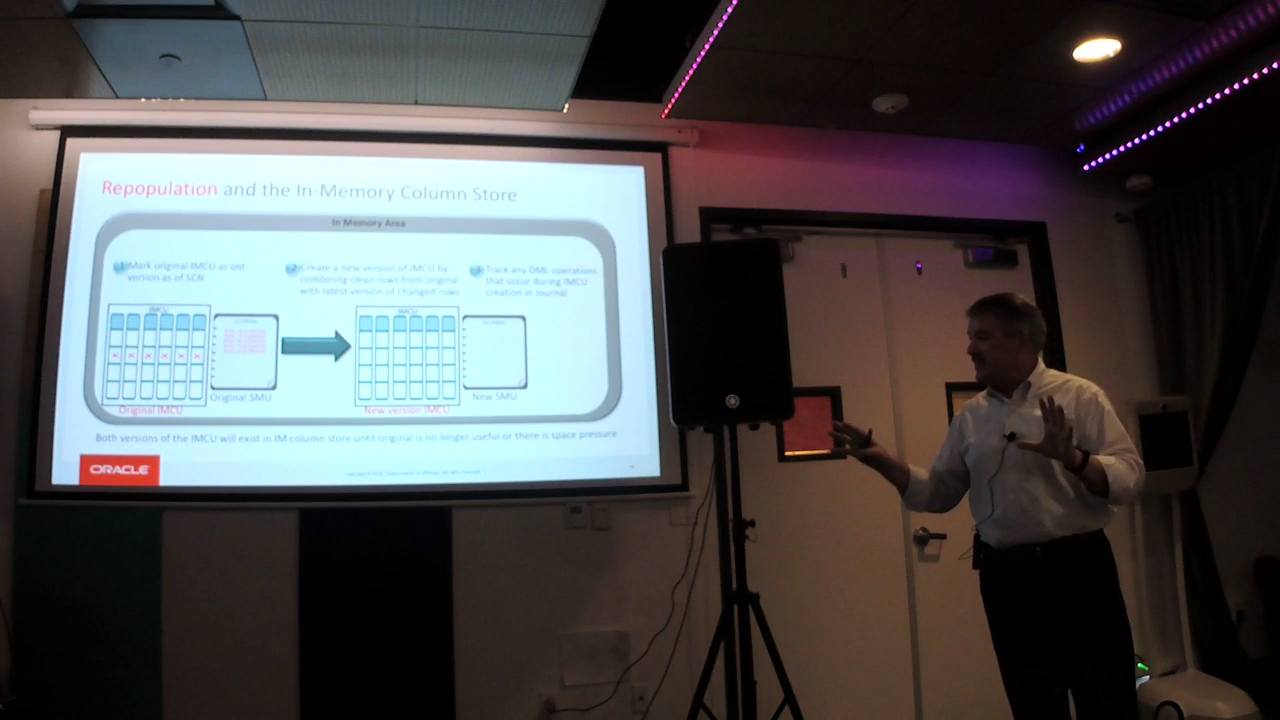 Repopulation and the In-Memory Column Store
In Memory Area
1 Mark original IMCU as old
version as of SCN
2 Create a new version of IMCU by
combining clean rows from original
with latest version of changed rows
3 Track any DML operations
that occur during IMCU
creation in Journal
IMCU
IMCU
Original IMCU
Original SMU
New version IMCU
New SMU
Both versions of the IMCU will exist in IM column store until original is no longer useful or there is space pressure
ORACLE